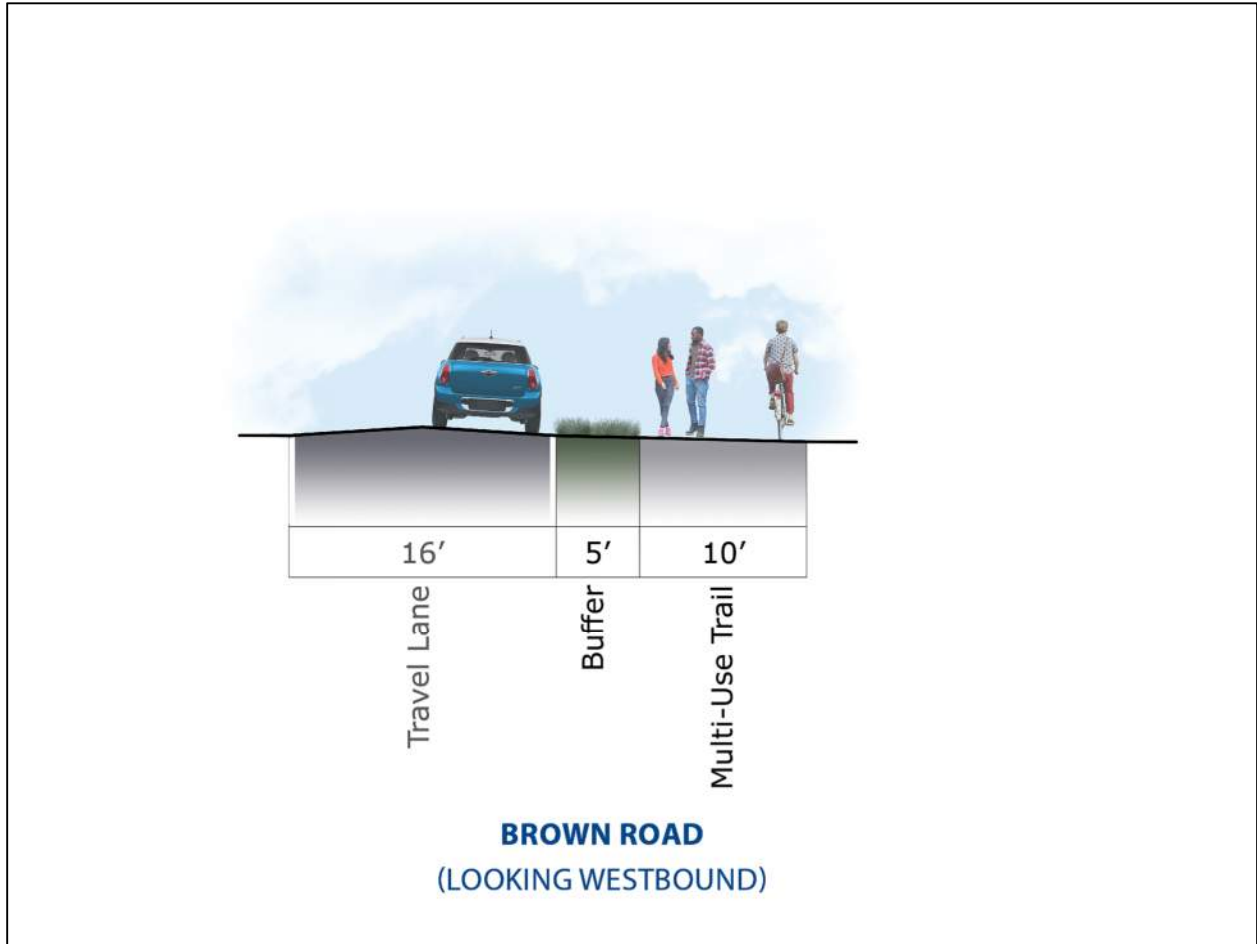 16′
5′
10′
Travel Lane
Buffer
Multi-Use Trail
BROWN ROAD
(LOOKING WESTBOUND)